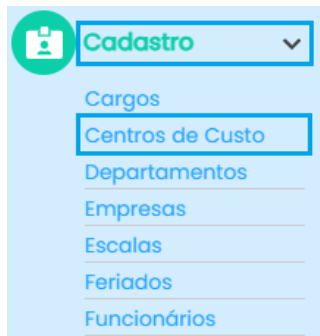 Cadastro
Cargos
Centros de Custo
Departamentos
Empresas
Escalas
Feriados
Funcionários